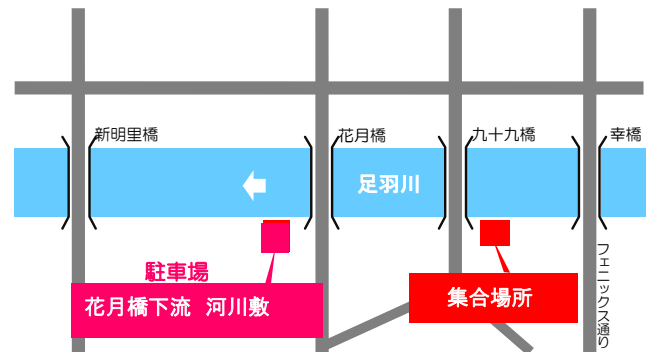 新明里橋
花月橋
九十九橋
幸橋
足羽川
フェニックス通り
駐車場
花月橋下流 河川敷
集合場所